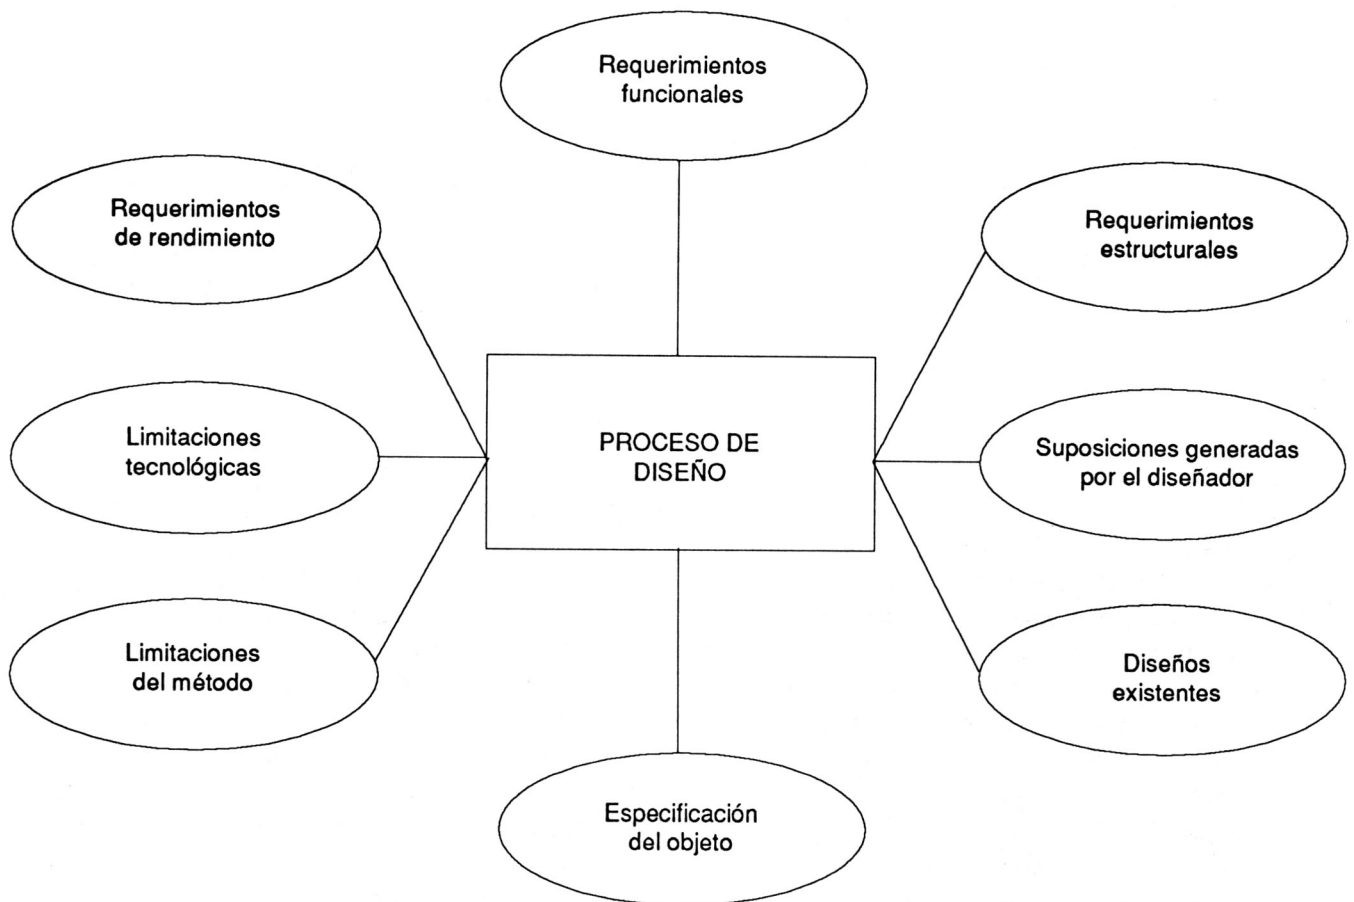 Requerimientos
funcionales
Requerimientos
de rendimiento
Requerimientos
estructurales
PROCESO DE
DISEÑO
Limitaciones
tecnológicas
Suposiciones generadas
por el diseñador
Limitaciones
del método
Diseños
existentes
Especificación
del objeto